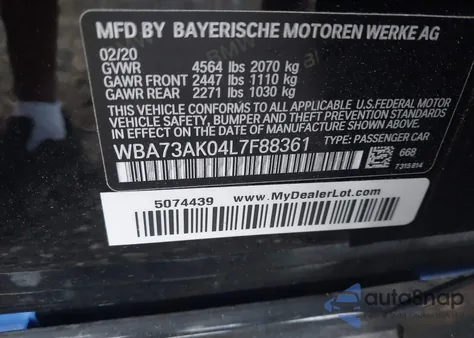 MFD BY BAYERISCHE MOTOREN WERKE AG
02/20
GVWR 4564 lbs 2070 kg
GAWR FRONT 2447 lbs 1110 kg
GAWR REAR 2271 lbs 1030 kg
THIS VEHICLE CONFORMS TO ALL APPLICABLE U.S.FEDERAL MOTOR
VEHICLE SAFETY, BUMPER, AND THEFT PREVENTION
STANDARDS IN EFFECT ON THE DATE OF MANUFACTURE SHOWN ABOVE.
WBA73AK04L7F88361 TYPE: PASSENGER CAR
668
7315814
5074439 www.MyDealerLot.com
autoSnap